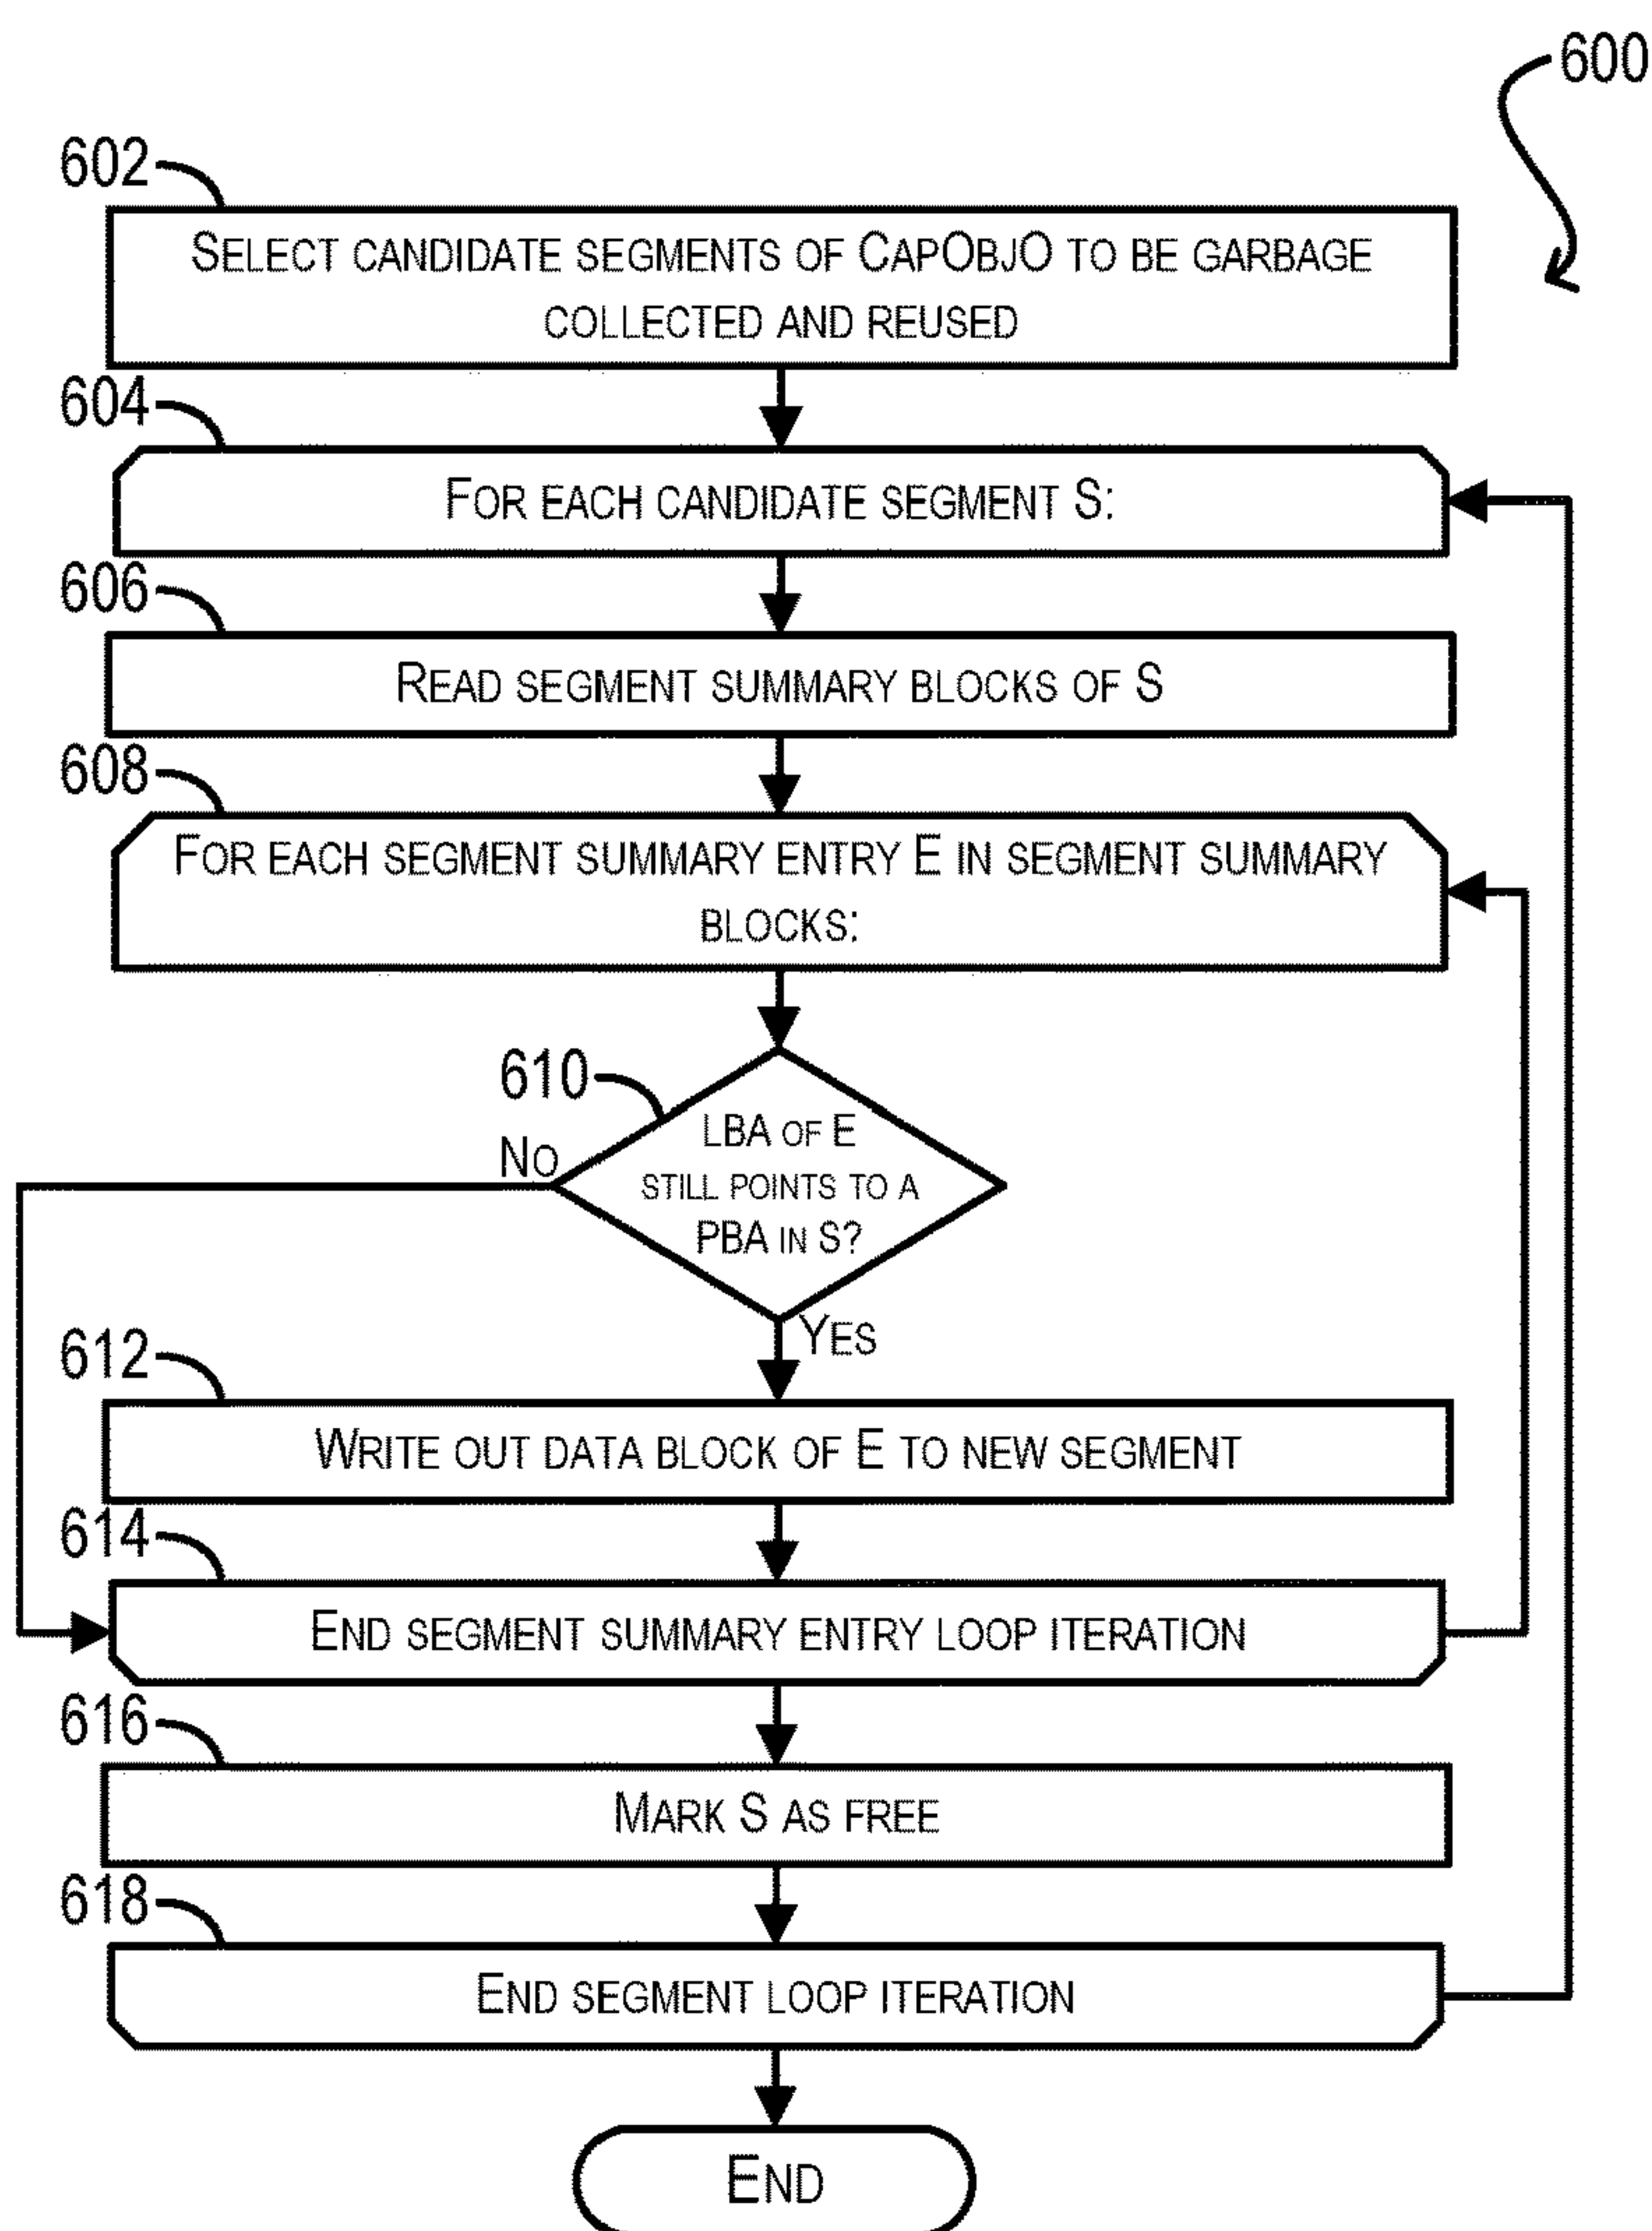 600
602
SELECT CANDIDATE SEGMENTS OF CAPOBJO TO BE GARBAGE
COLLECTED AND REUSED
604
FOR EACH CANDIDATE SEGMENT S:
606
READ SEGMENT SUMMARY BLOCKS OF S
608
FOR EACH SEGMENT SUMMARY ENTRY E IN SEGMENT SUMMARY
BLOCKS:
610
LBA OF E
NO
STILL POINTS TO A
PBA IN S?
YES
612
WRITE OUT DATA BLOCK OF E TO NEW SEGMENT
614
END SEGMENT SUMMARY ENTRY LOOP ITERATION
616
MARK S AS FREE
618
END SEGMENT LOOP ITERATION
END